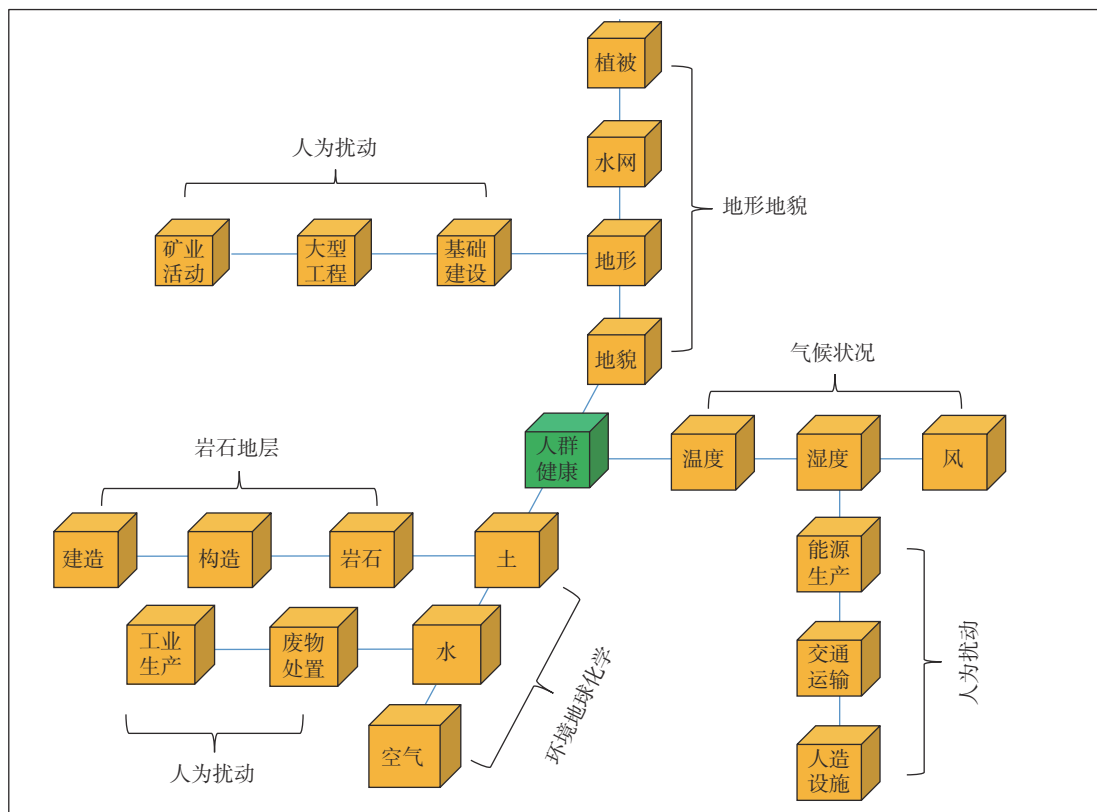 植被
水网
人为扰动
地形地貌
矿业
活动
大型
工程
基础
建设
地形
地貌
气候状况
人群
健康
温度
湿度
风
岩石地层
建造
构造
岩石
土
能源
生产
工业
生产
废物
处置
水
交通
运输
人为扰动
环境地球化学
空气
人为扰动
人造
设施